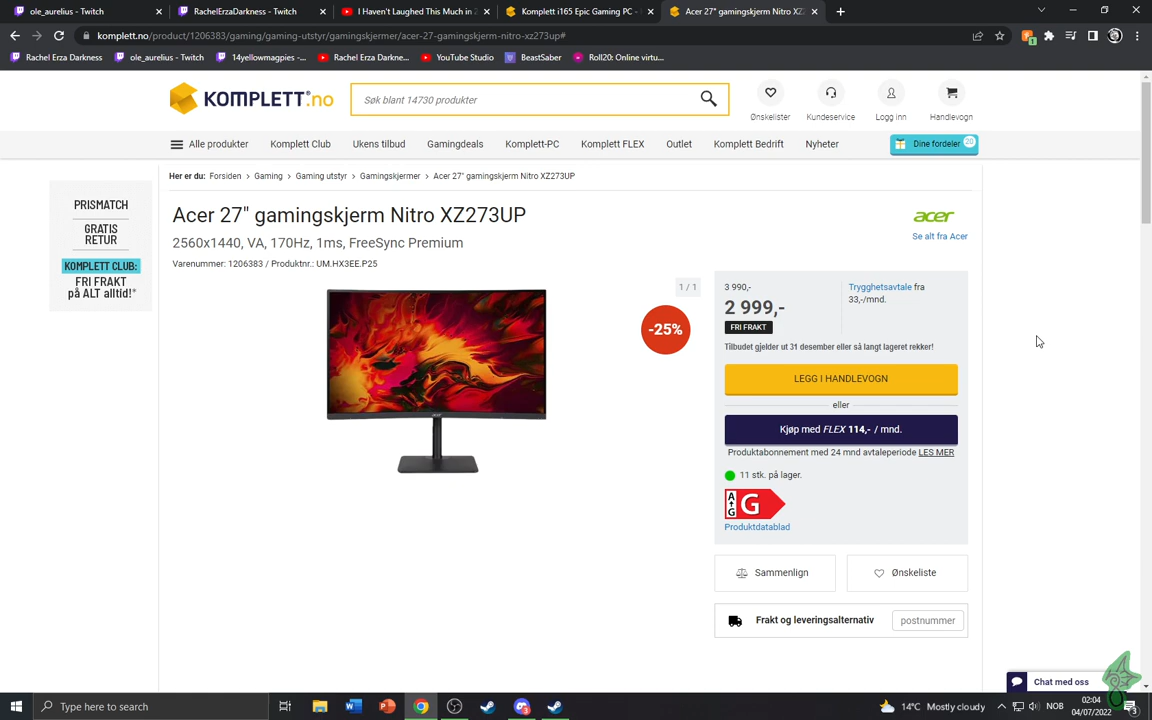 ole_aurelius - Twitch
RachelErzaDarkness - Twitch
I Haven't Laughed This Much in 2
Komplett i165 Epic Gaming PC -
Acer 27" gamingskjerm Nitro XZ
komplett.no/product/1206383/gaming/gaming-utstyr/gamingskjermer/acer-27-gamingskjerm-nitro-xz273up#
1
Rachel Erza Darkness
ole_aurelius - Twitch
14yellowmagpies -...
Rachel Erza Darkne...
YouTube Studio
BeastSaber
Roll20: Online virtu...
KOMPLETT.no
Søk blant 14730 produkter
Ønskelister
Kundeservice
Logg inn
Handlevogn
Alle produkter
Komplett Club
Ukens tilbud
Gamingdeals
Komplett-PC
Komplett FLEX
Outlet
Komplett Bedrift
Nyheter
Dine fordeler
20
Her er du: Forsiden > Gaming > Gaming utstyr > Gamingskjermer > Acer 27" gamingskjerm Nitro XZ273UP
PRISMATCH
GRATIS
RETUR
KOMPLETT CLUB:
FRI FRAKT
på ALT alltid!*
Acer 27" gamingskjerm Nitro XZ273UP
2560x1440, VA, 170Hz, 1ms, FreeSync Premium
Varenummer: 1206383 / Produktnr.: UM.HX3EE.P25
acer
Se alt fra Acer
1 / 1
-25%
acer
3 990,-
2 999,-
FRI FRAKT
Trygghetsavtale fra
33,-/mnd.
Tilbudet gjelder ut 31 desember eller så langt lageret rekker!
LEGG I HANDLEVOGN
eller
Kjøp med FLEX 114,- / mnd.
Produktabonnement med 24 mnd avtaleperiode LES MER
11 stk. på lager.
A
G
G
Produktdatablad
Sammenlign
Ønskeliste
Frakt og leveringsalternativ
postnummer
Chat med oss
Type here to search
14°C Mostly cloudy
NOB
02:04
04/07/2022
3